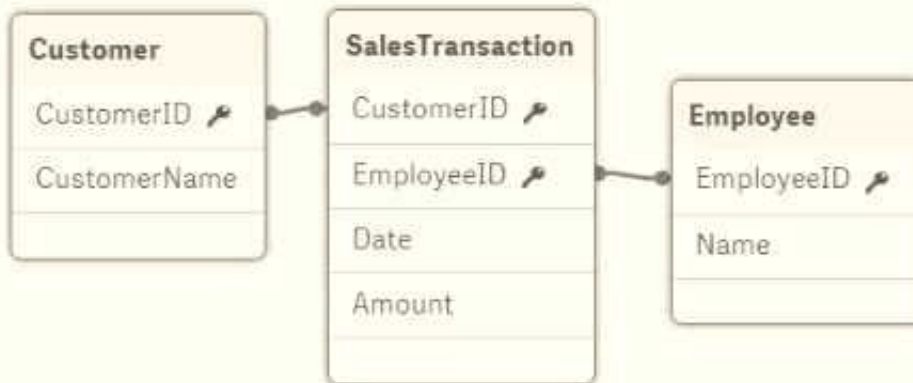 Customer
CustomerID
CustomerName
SalesTransaction
CustomerID
EmployeeID
Date
Amount
Employee
EmployeeID
Name